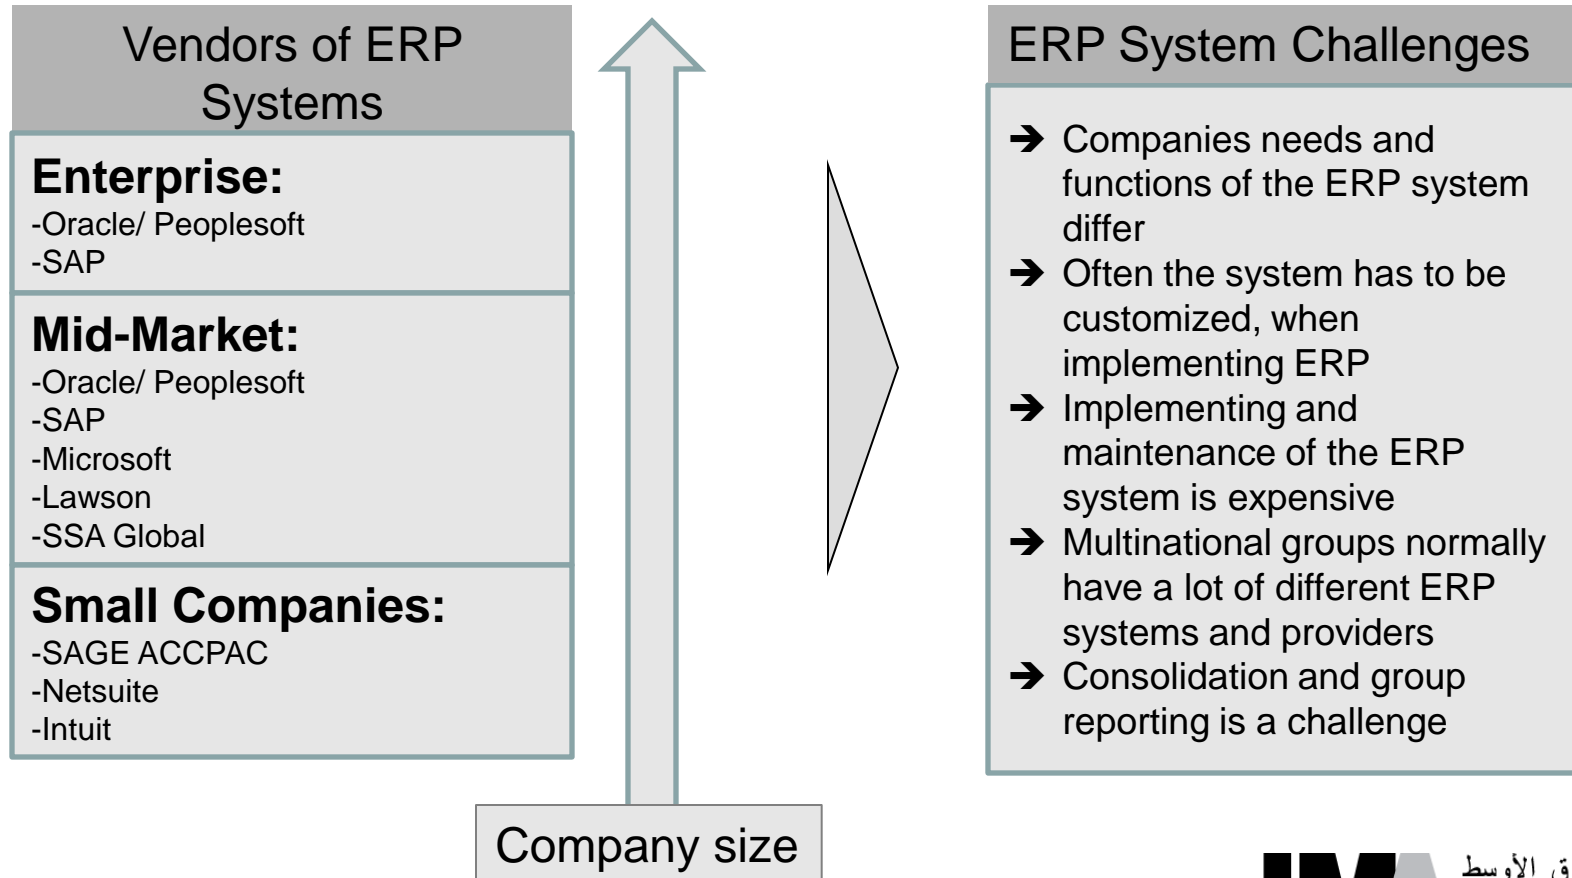 Vendors of ERP
Systems
Enterprise:
-Oracle/ Peoplesoft
-SAP
Mid-Market:
-Oracle/ Peoplesoft
-SAP
-Microsoft
-Lawson
-SSA Global
Small Companies:
-SAGE ACCPAC
-Netsuite
-Intuit
Company size
ERP System Challenges
➔ Companies needs and
functions of the ERP system
differ
➔ Often the system has to be
customized, when
implementing ERP
➔ Implementing and
maintenance of the ERP
system is expensive
➔ Multinational groups normally
have a lot of different ERP
systems and providers
➔ Consolidation and group
reporting is a challenge
الأوسط